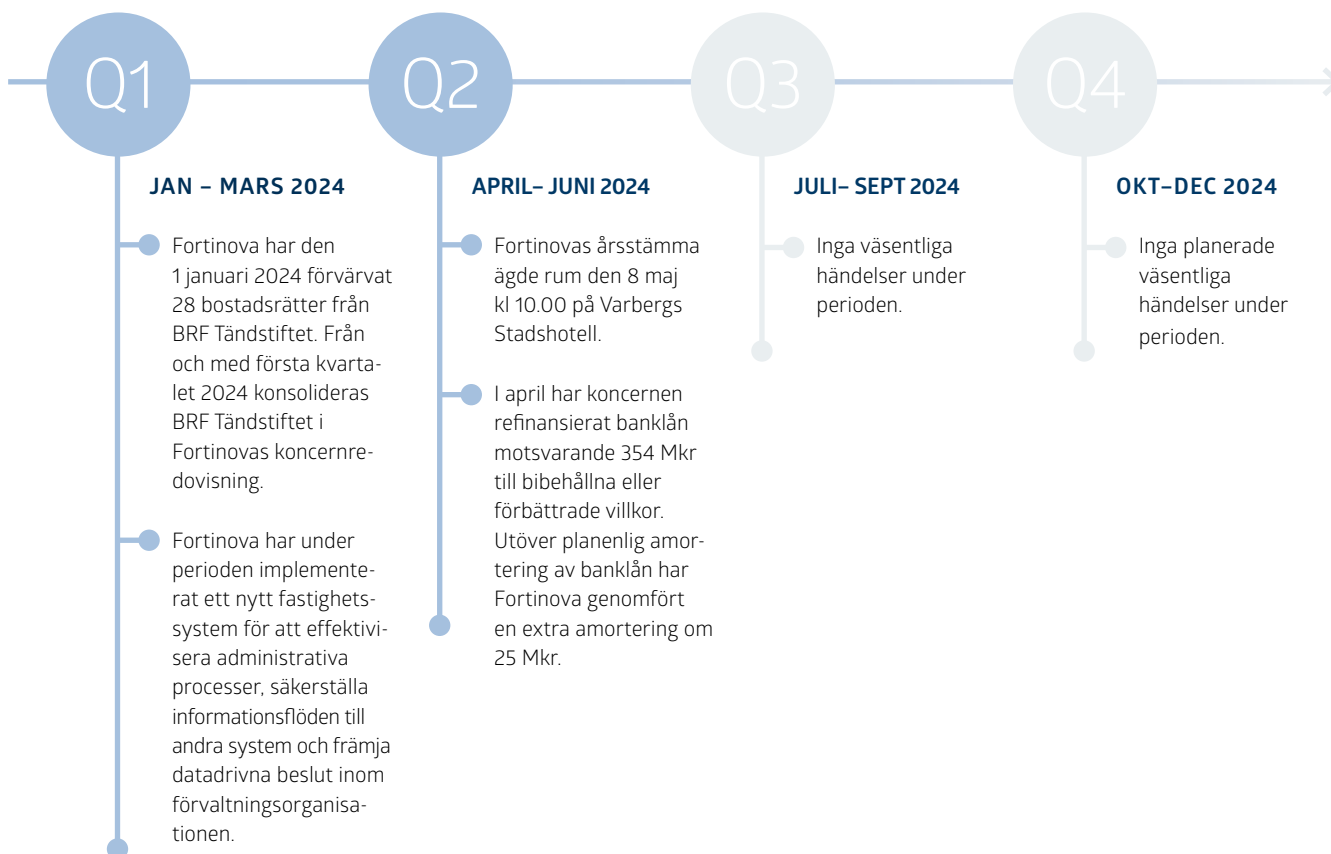 Q1
JAN – MARS 2024
Fortinova har den
1 januari 2024 förvärvat
28 bostadsrätter från
BRF Tändstiftet. Från
och med första kvarta-
let 2024 konsolideras
BRF Tändstiftet i
Fortinovas koncernre-
dovisning.
Fortinova har under
perioden implemente-
rat ett nytt fastighets-
system för att effektivi-
sera administrativa
processer, säkerställa
informationsflöden till
andra system och främja
datadrivna beslut inom
förvaltningsorganisa-
tionen.
Q2
APRIL– JUNI 2024
Fortinovas årsstämma
ägde rum den 8 maj
kl 10.00 på Varbergs
Stadshotell.
I april har koncernen
refinansierat banklån
motsvarande 354 Mkr
till bibehållna eller
förbättrade villkor.
Utöver planenlig amor-
tering av banklån har
Fortinova genomfört
en extra amortering om
25 Mkr.
Q3
JULI– SEPT 2024
Inga väsentliga
händelser under
perioden.
Q4
OKT–DEC 2024
Inga planerade
väsentliga
händelser under
perioden.